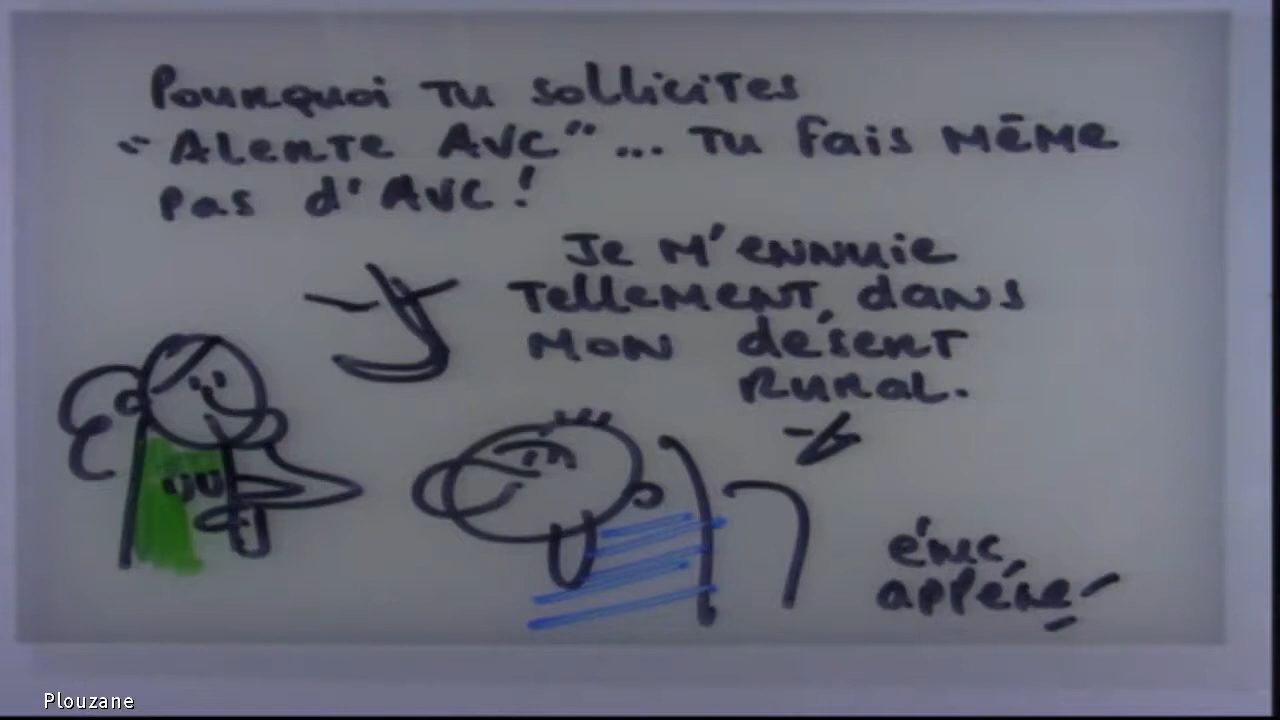 Pourquoi tu sollicites
"Alerte AVC"... tu fais même
pas d'AVC!
Je m'ennuie
tellement, dans
mon désert
rural.
éric
appéré
Plouzane